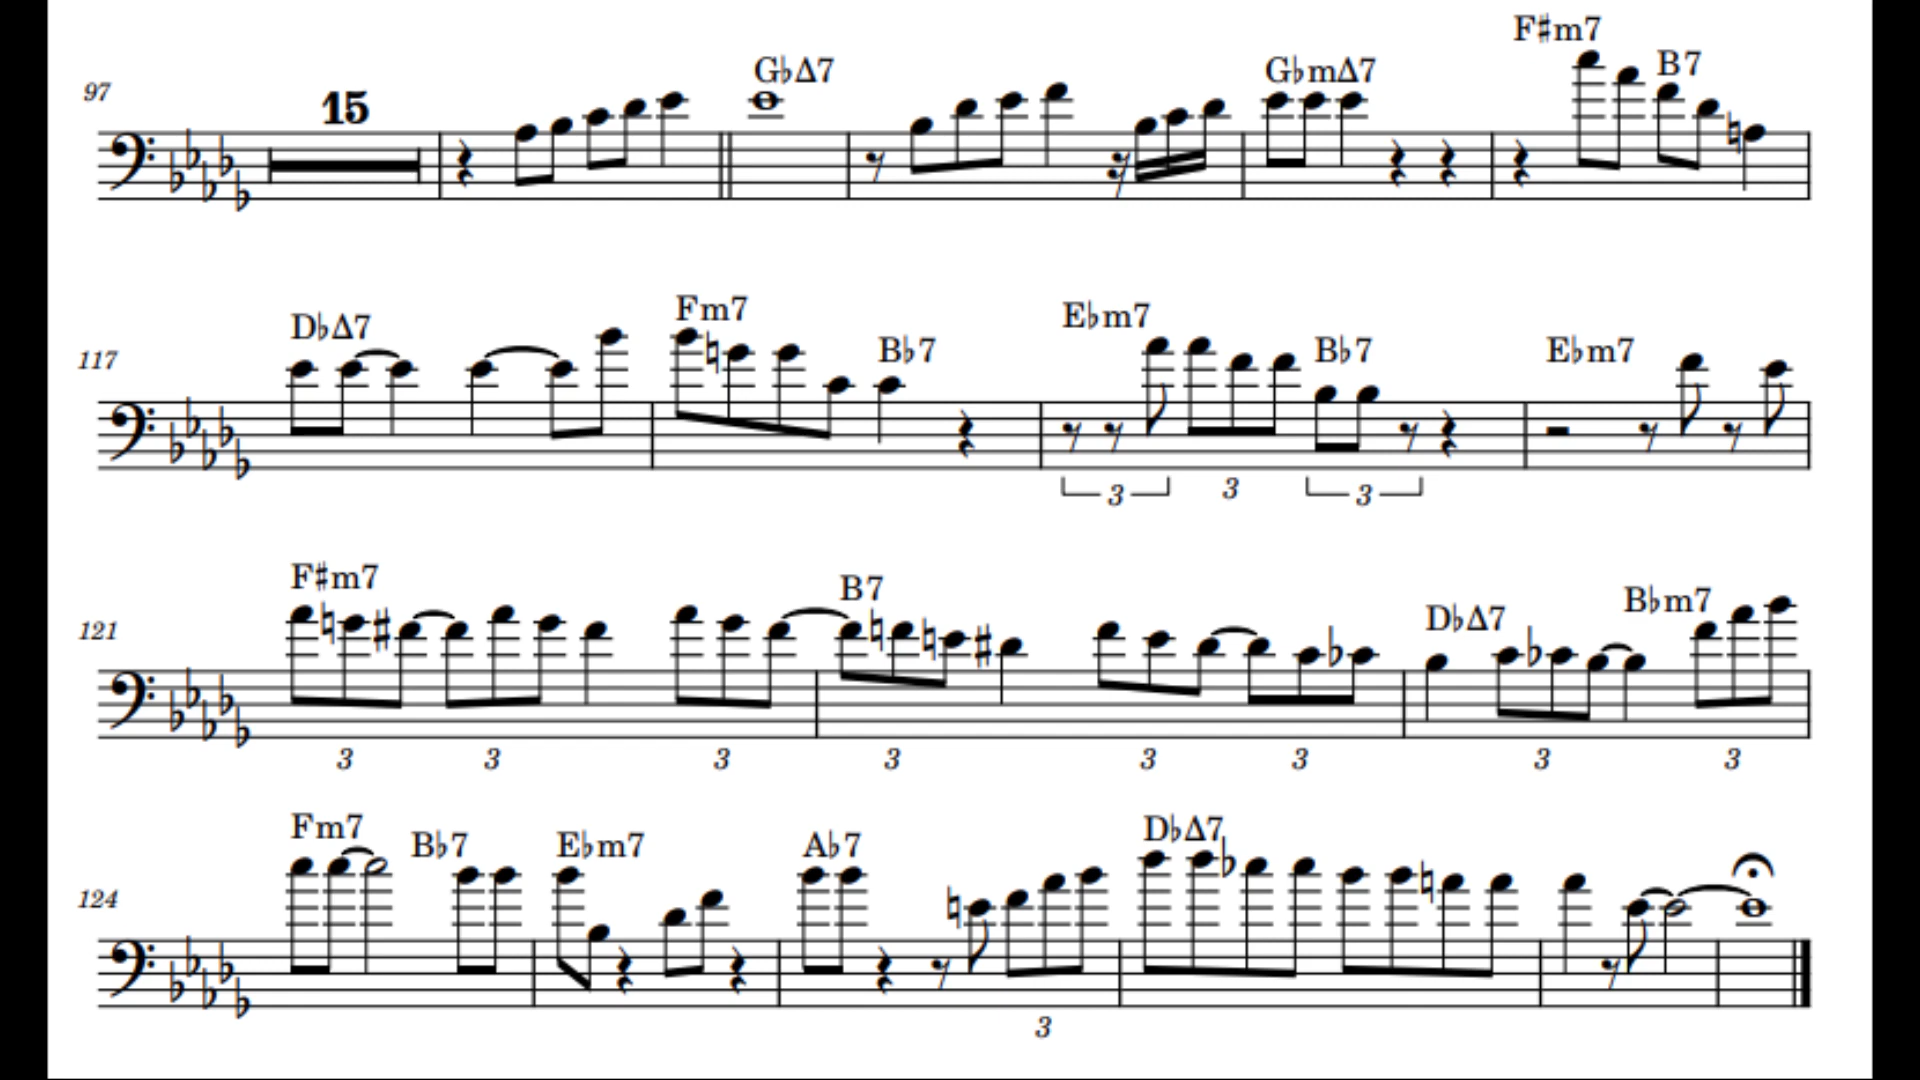 F♯m7
97 15 G♭Δ7 G♭mΔ7 B7
117 D♭Δ7 Fm7 B♭7 E♭m7 B♭7 E♭m7
3 3 3
121 F♯m7 B7 D♭Δ7 B♭m7
3 3 3 3 3 3 3 3
124 Fm7 B♭7 E♭m7 A♭7 D♭Δ7
3